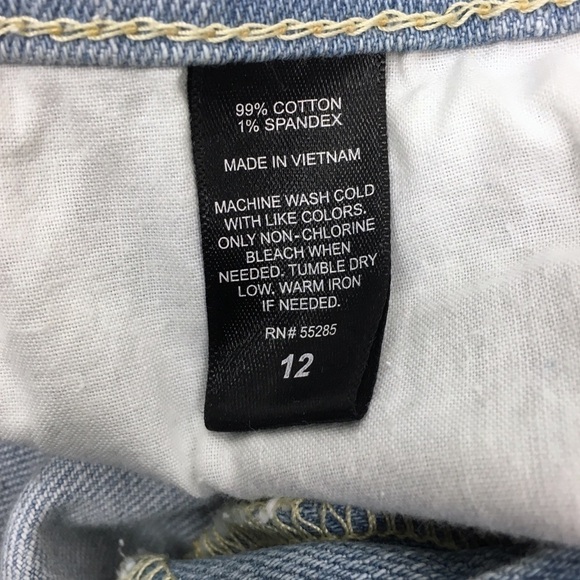 99% COTTON
1% SPANDEX
MADE IN VIETNAM
MACHINE WASH COLD
WITH LIKE COLORS.
ONLY NON-CHLORINE
BLEACH WHEN
NEEDED. TUMBLE DRY
LOW. WARM IRON
IF NEEDED.
RN# 55285
12